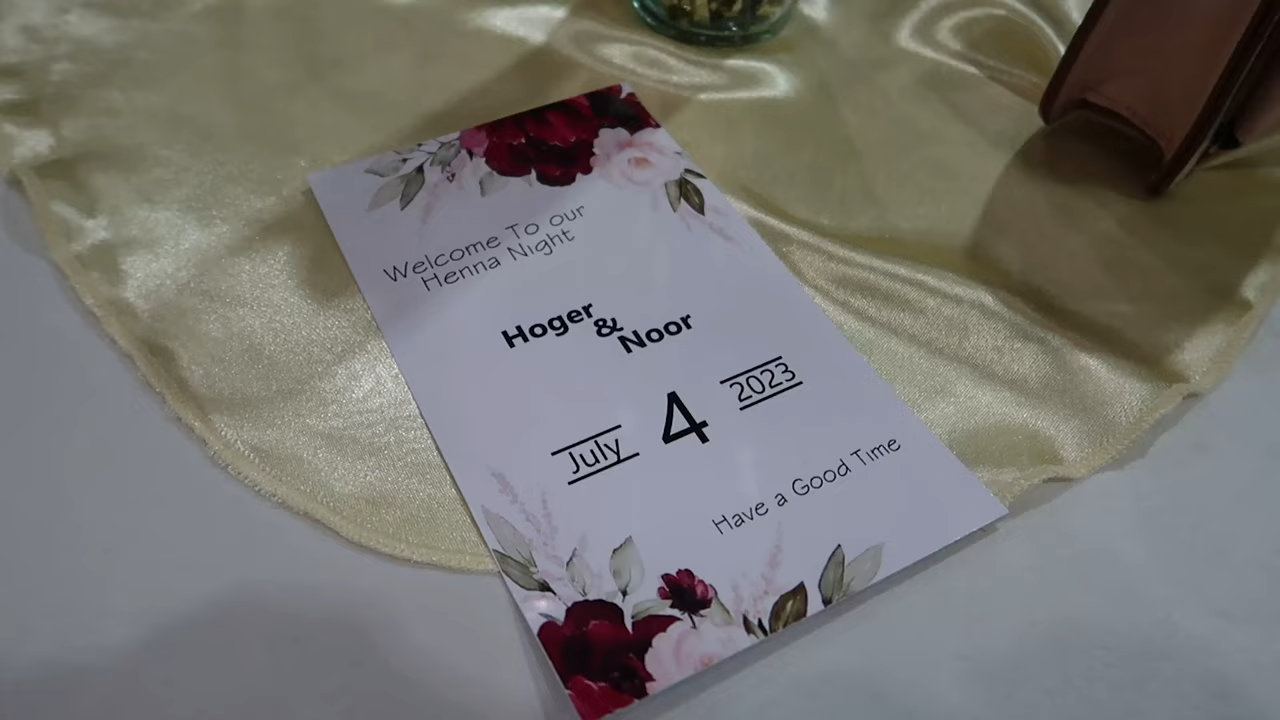 Welcome To our
Henna Night
Hoger
&
Noor
July 4 2023
Have a Good Time